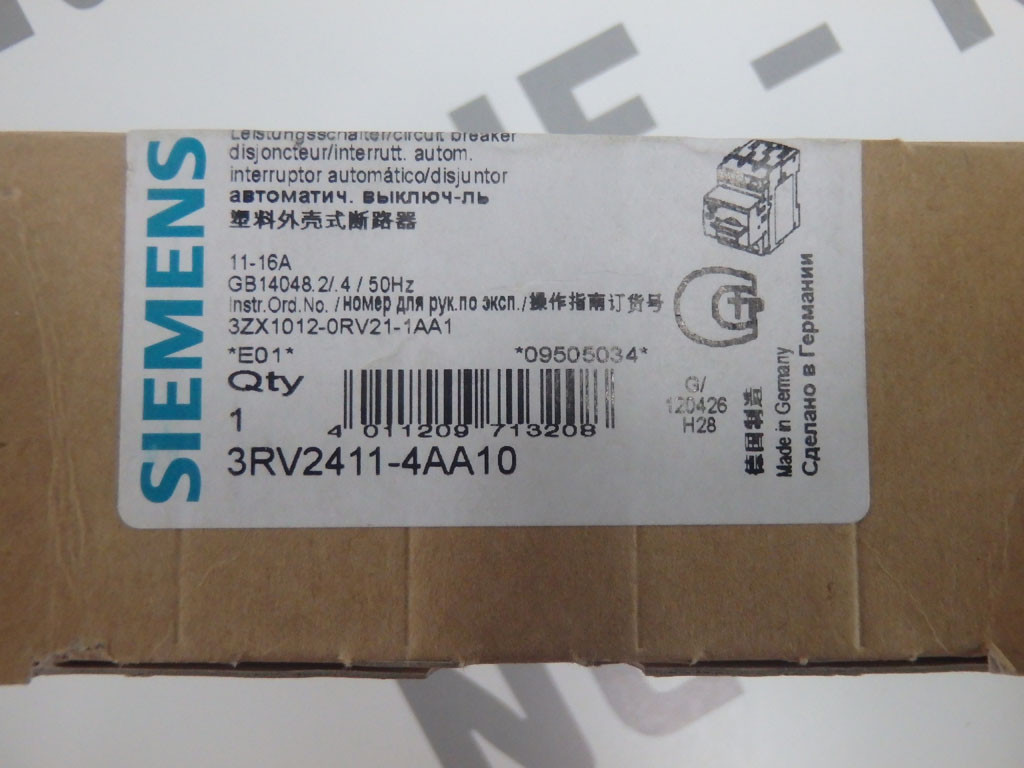 SIEMENS
Leistungsschalter/circuit breaker
disjoncteur/interrutt. autom.
interruptor automático/disjuntor
автоматич. выключ-ль
塑料外壳式断路器
11-16A
GB14048.2/.4 / 50Hz
Instr.Ord.No. / номер для рук.по эксп./操作指南订货号
3ZX1012-0RV21-1AA1
*E01* *09505034*
Qty
1
4 011209 713208
3RV2411-4AA10
G/
120426
H28
德国制造
Made in Germany
Сделано в Германии